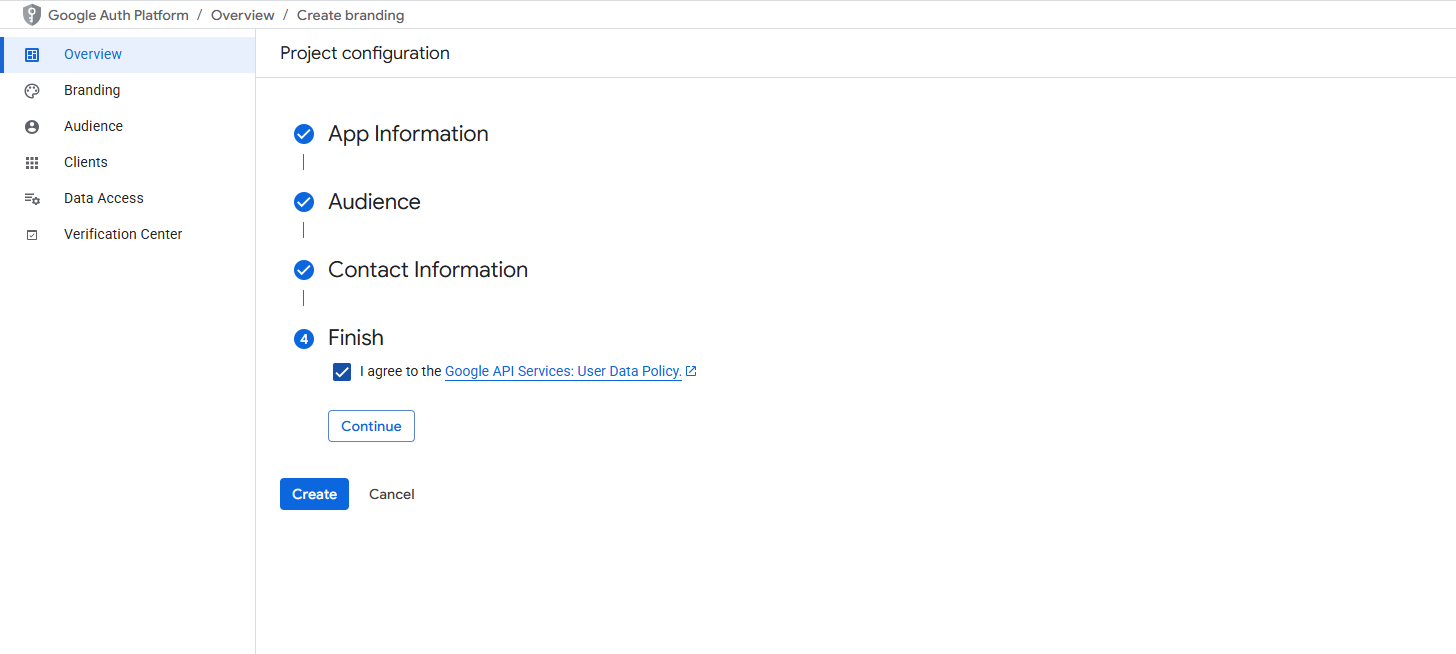 Google Auth Platform / Overview / Create branding
Overview
Branding
Audience
Clients
Data Access
Verification Center
Project configuration
App Information
Audience
Contact Information
4 Finish
I agree to the Google API Services: User Data Policy.
Continue
Create Cancel